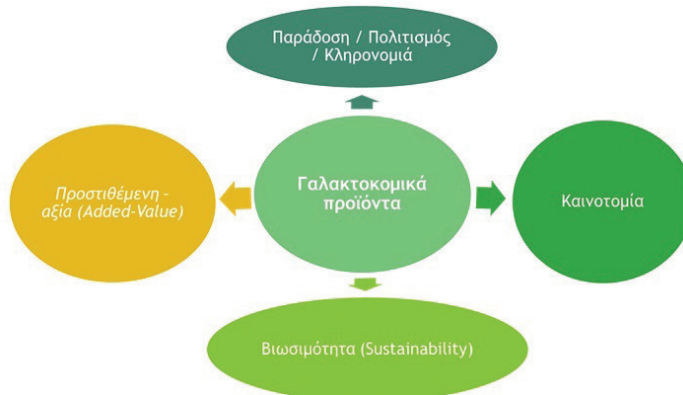 Παράδοση / Πολιτισμός
/ Κληρονομιά
Προστιθέμενη -
αξία (Added-Value)
Γαλακτοκομικά
προϊόντα
Καινοτομία
Βιωσιμότητα (Sustainability)